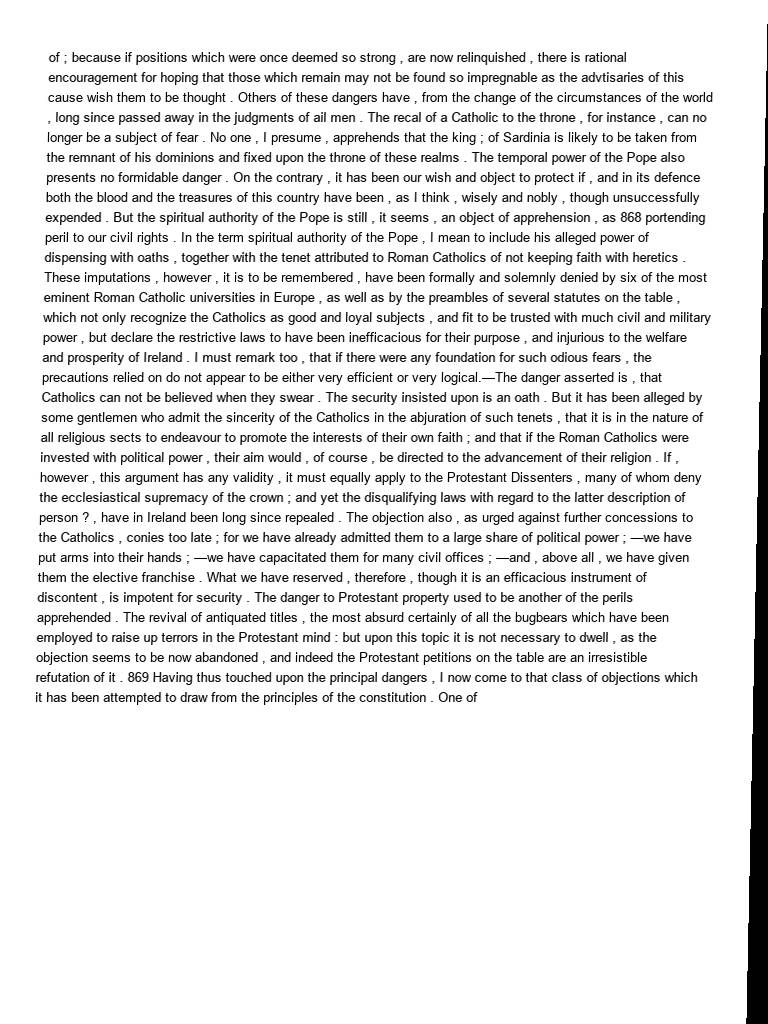 of ; because if positions which were once deemed so strong , are now relinquished , there is rational
encouragement for hoping that those which remain may not be found so impregnable as the advtisaries of this
cause wish them to be thought . Others of these dangers have , from the change of the circumstances of the world
, long since passed away in the judgments of ail men . The recal of a Catholic to the throne , for instance , can no
longer be a subject of fear . No one , I presume , apprehends that the king ; of Sardinia is likely to be taken from
the remnant of his dominions and fixed upon the throne of these realms . The temporal power of the Pope also
presents no formidable danger . On the contrary , it has been our wish and object to protect if , and in its defence
both the blood and the treasures of this country have been , as I think , wisely and nobly , though unsuccessfully
expended . But the spiritual authority of the Pope is still , it seems , an object of apprehension , as 868 portending
peril to our civil rights . In the term spiritual authority of the Pope , I mean to include his alleged power of
dispensing with oaths , together with the tenet attributed to Roman Catholics of not keeping faith with heretics .
These imputations , however , it is to be remembered , have been formally and solemnly denied by six of the most
eminent Roman Catholic universities in Europe , as well as by the preambles of several statutes on the table ,
which not only recognize the Catholics as good and loyal subjects , and fit to be trusted with much civil and military
power , but declare the restrictive laws to have been inefficacious for their purpose , and injurious to the welfare
and prosperity of Ireland . I must remark too , that if there were any foundation for such odious fears , the
precautions relied on do not appear to be either very efficient or very logical.—The danger asserted is , that
Catholics can not be believed when they swear . The security insisted upon is an oath . But it has been alleged by
some gentlemen who admit the sincerity of the Catholics in the abjuration of such tenets , that it is in the nature of
all religious sects to endeavour to promote the interests of their own faith ; and that if the Roman Catholics were
invested with political power , their aim would , of course , be directed to the advancement of their religion . If ,
however , this argument has any validity , it must equally apply to the Protestant Dissenters , many of whom deny
the ecclesiastical supremacy of the crown ; and yet the disqualifying laws with regard to the latter description of
person ? , have in Ireland been long since repealed . The objection also , as urged against further concessions to
the Catholics , conies too late ; for we have already admitted them to a large share of political power ; —we have
put arms into their hands ; —we have capacitated them for many civil offices ; —and , above all , we have given
them the elective franchise . What we have reserved , therefore , though it is an efficacious instrument of
discontent , is impotent for security . The danger to Protestant property used to be another of the perils
apprehended . The revival of antiquated titles , the most absurd certainly of all the bugbears which have been
employed to raise up terrors in the Protestant mind : but upon this topic it is not necessary to dwell , as the
objection seems to be now abandoned , and indeed the Protestant petitions on the table are an irresistible
refutation of it . 869 Having thus touched upon the principal dangers , I now come to that class of objections which
it has been attempted to draw from the principles of the constitution . One of